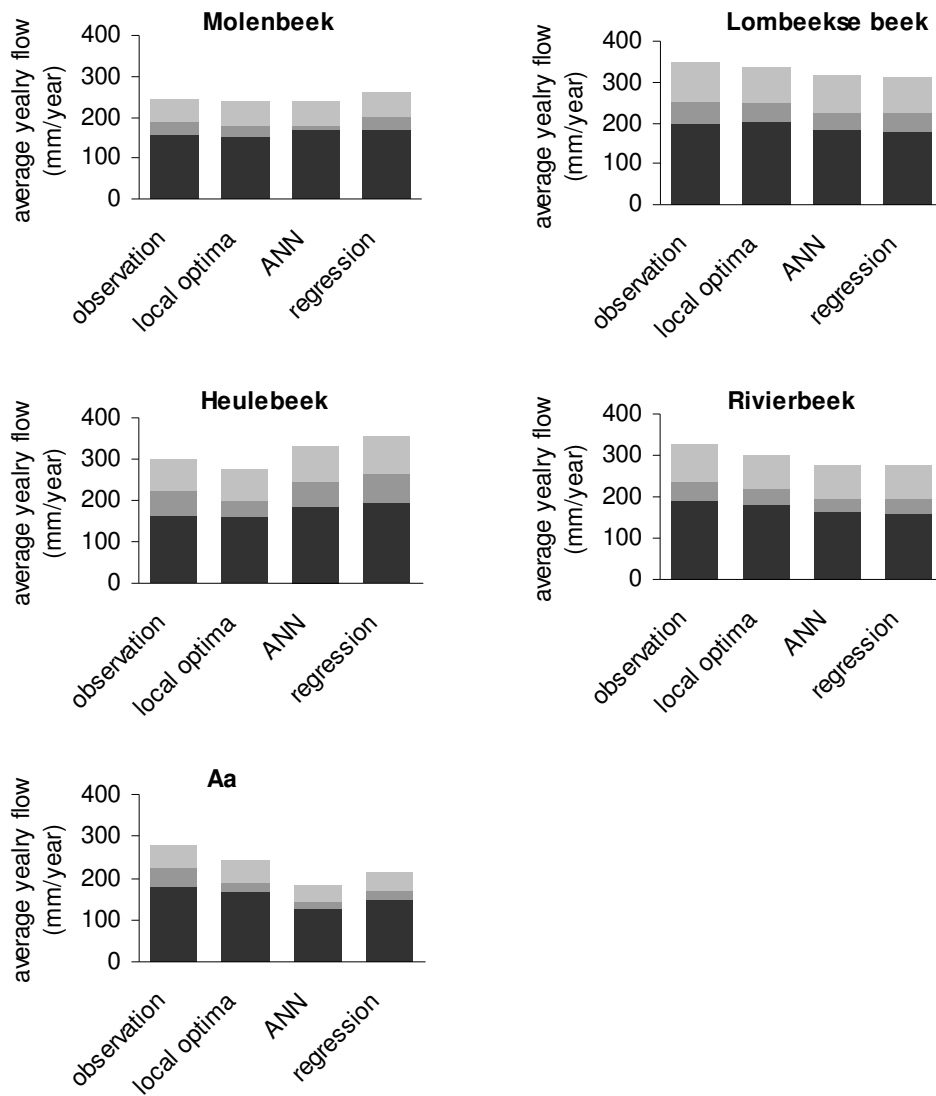 Molenbeek
average yealry flow
(mm/year)
400
300
200
100
0
observation
local optima
ANN
regression
Lombeekse beek
average yealry flow
(mm/year)
400
300
200
100
0
observation
local optima
ANN
regression
Heulebeek
average yealry flow
(mm/year)
400
300
200
100
0
observation
local optima
ANN
regression
Rivierbeek
average yealry flow
(mm/year)
400
300
200
100
0
observation
local optima
ANN
regression
Aa
average yealry flow
(mm/year)
400
300
200
100
0
observation
local optima
ANN
regression